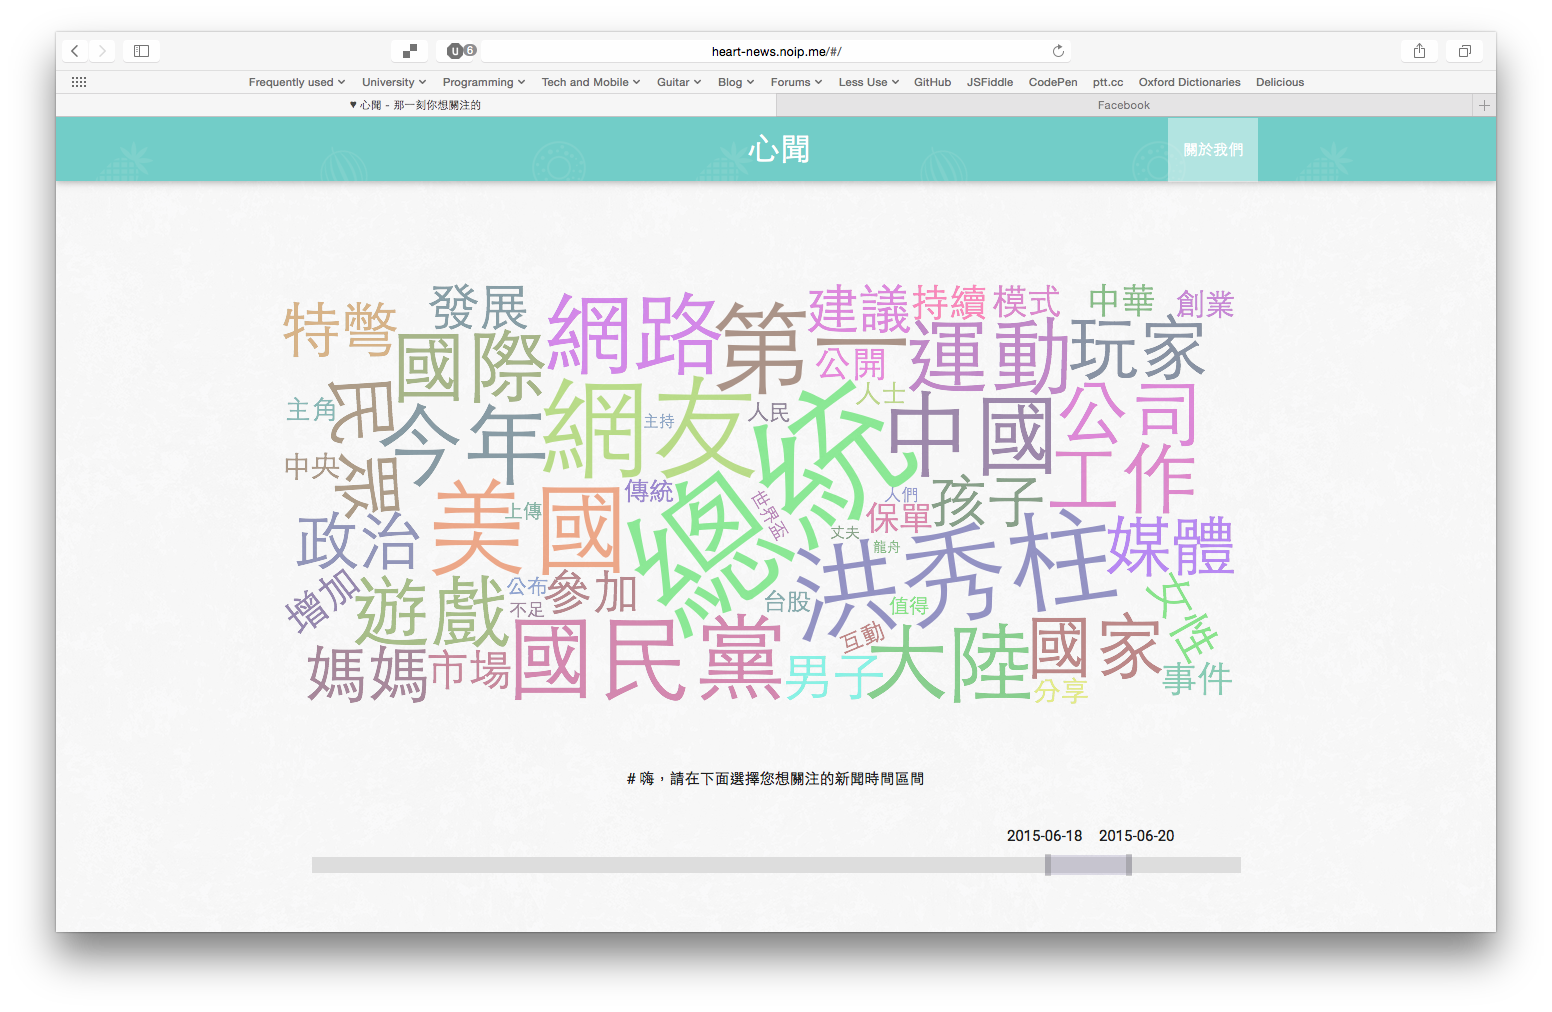 u 6
heart-news.noip.me/#/
Frequently used University Programming Tech and Mobile Guitar Blog Forums Less Use GitHub JSFiddle CodePen ptt.cc Oxford Dictionaries Delicious
♥ 心聞 - 那一刻你想關注的
Facebook
心聞
關於我們
特彆
發展
網路
第一
建議
持續
模式
中華
創業
國際
公開
運動
玩家
主角
民眾
今年
網友
主持
人民
人士
中國
公司
中央
傳統
總統
世界盃
人們
孩子
工作
政治
美國
上傳
丈夫
保單
龍舟
洪秀柱
媒體
增加
遊戲
公布
不足
參加
台股
值得
女性
媽媽
市場
國民黨
男子
互動
大陸
國家
分享
事件
# 嗨，請在下面選擇您想關注的新聞時間區間
2015-06-18 2015-06-20